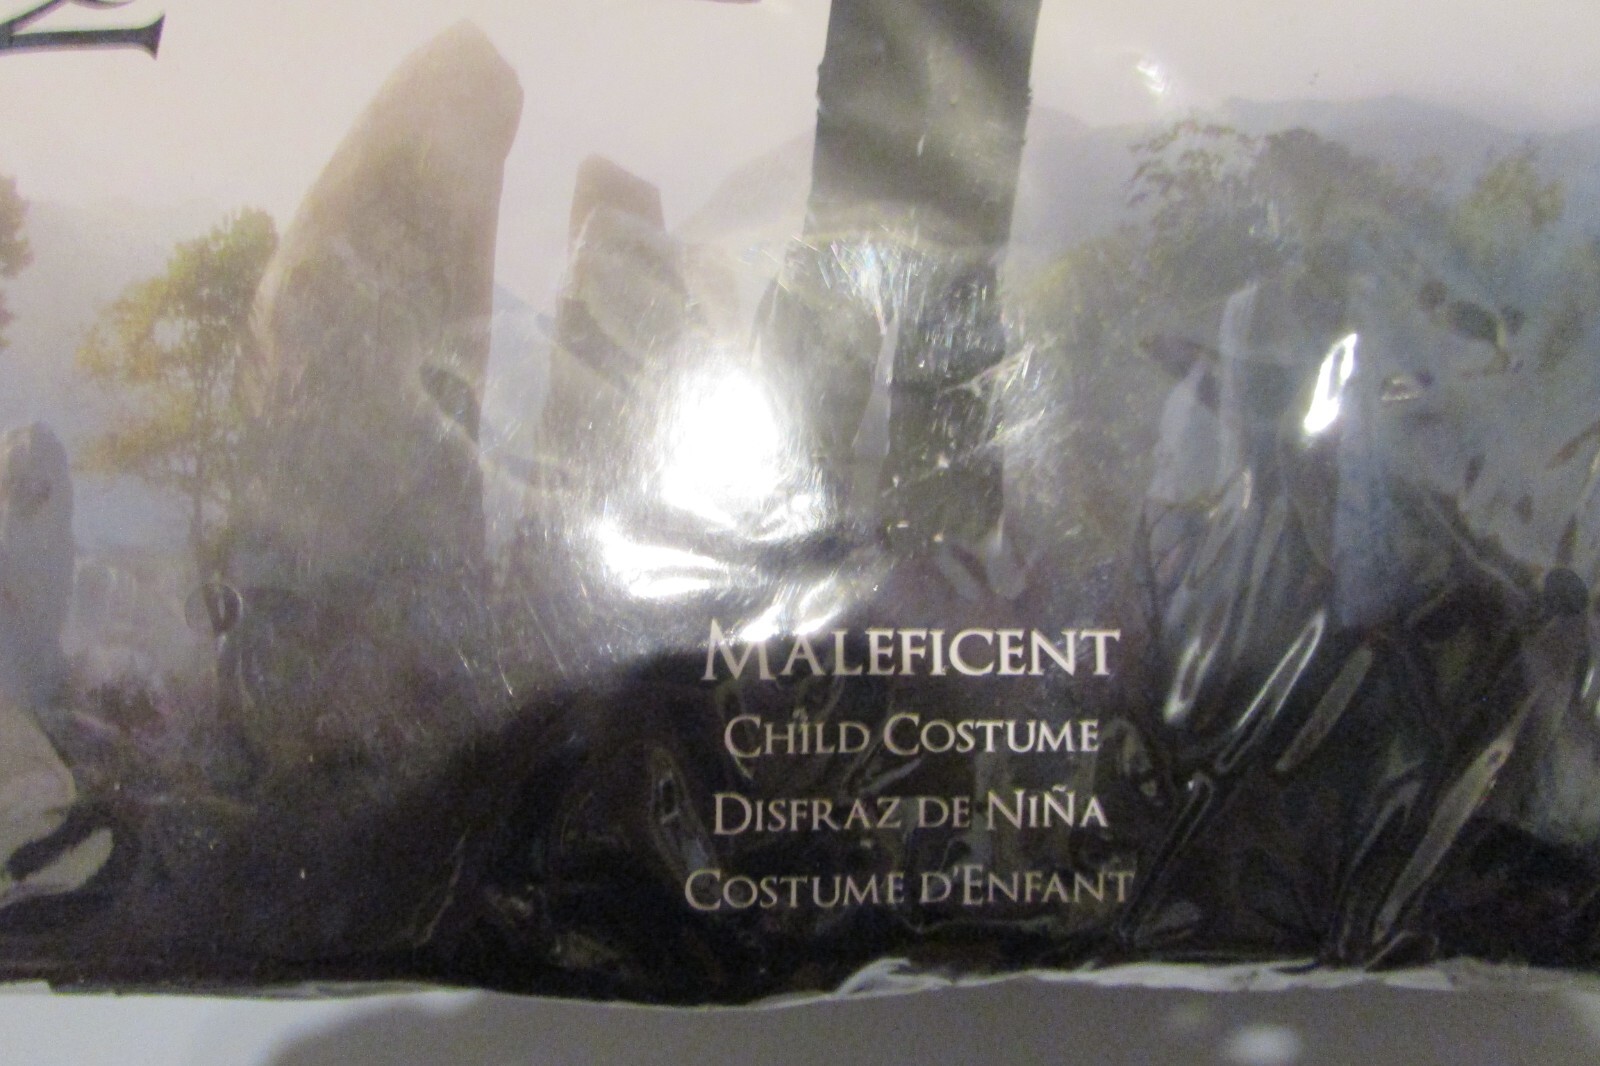 MALEFICENT
CHILD COSTUME
DISFRAZ DE NIÑA
COSTUME D'ENFANT